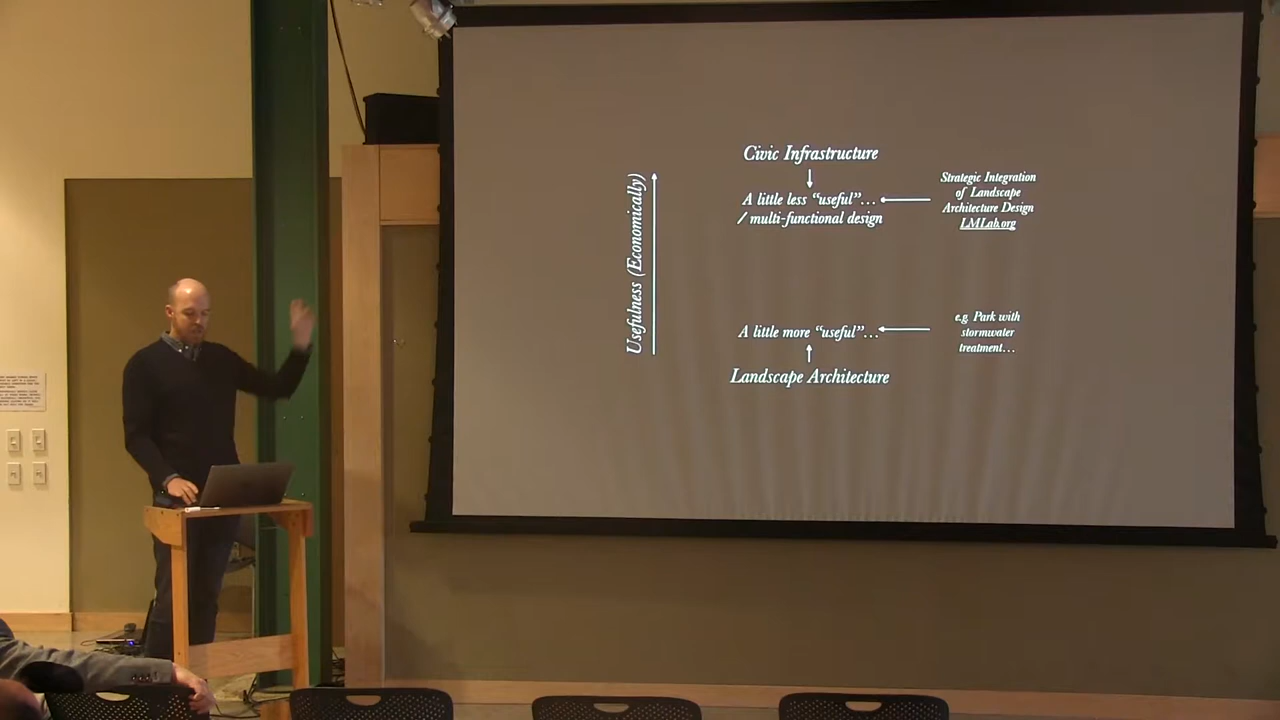 Civic Infrastructure
A little less “useful”…
/ multi-functional design
Strategic Integration
of Landscape
Architecture Design
LMLab.org
Usefulness (Economically)
A little more “useful”…
e.g. Park with
stormwater
treatment…
Landscape Architecture